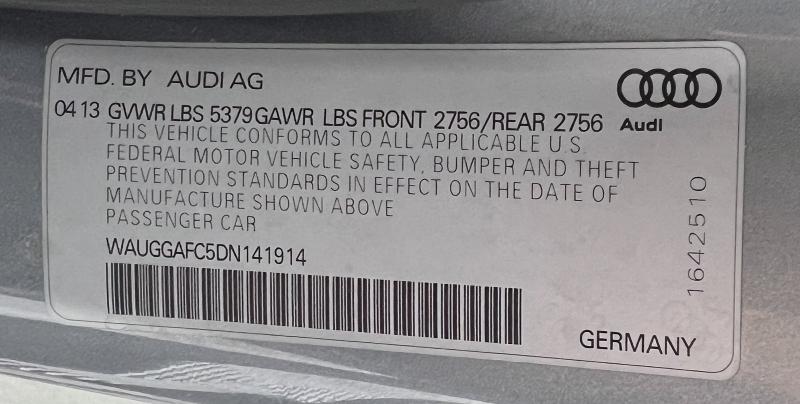 MFD. BY AUDI AG
04 13 GVWR LBS 5379 GAWR LBS FRONT 2756/REAR 2756
Audi
THIS VEHICLE CONFORMS TO ALL APPLICABLE U.S.
FEDERAL MOTOR VEHICLE SAFETY, BUMPER AND THEFT
PREVENTION STANDARDS IN EFFECT ON THE DATE OF
MANUFACTURE SHOWN ABOVE
PASSENGER CAR
WAUGGAFC5DN141914
1642510
GERMANY